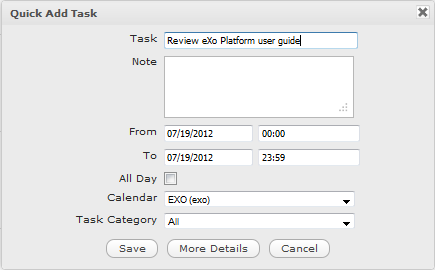 Quick Add Task
Task Review eXo Platform user guide
Note
From 07/19/2012 00:00
To 07/19/2012 23:59
All Day
Calendar EXO (exo)
Task Category All
Save More Details Cancel